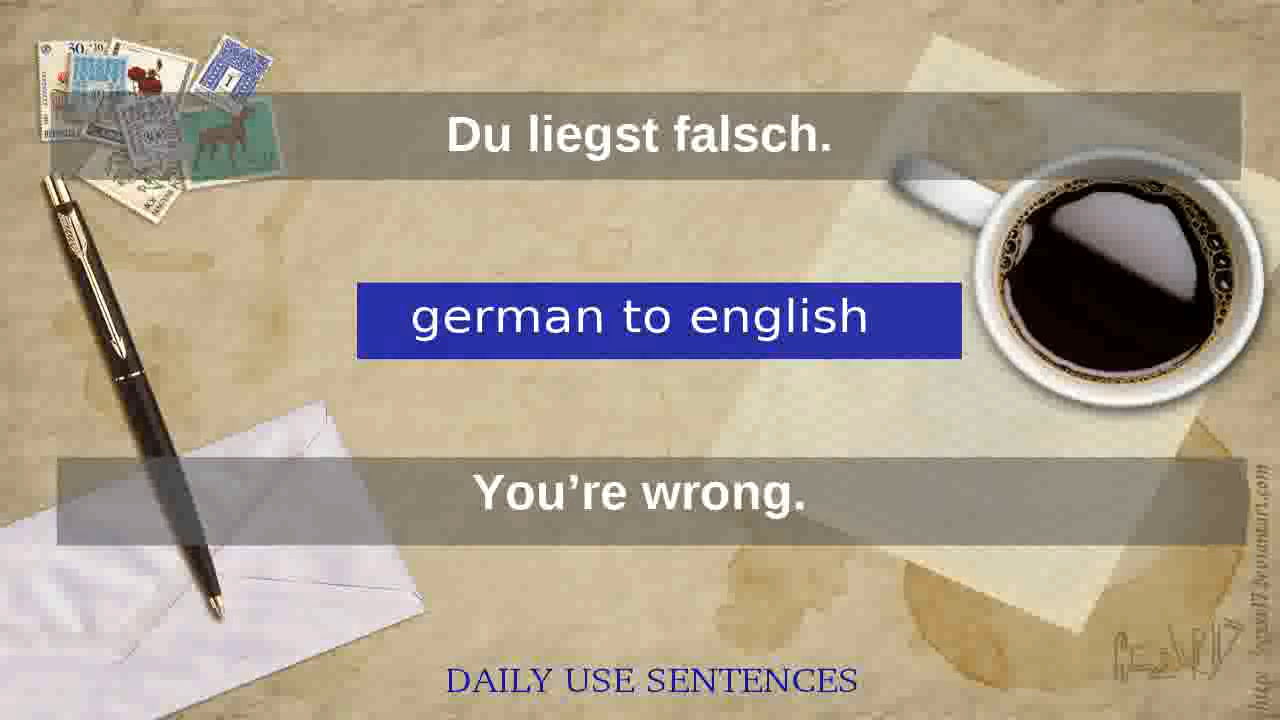 Du liegst falsch.
german to english
You’re wrong.
DAILY USE SENTENCES